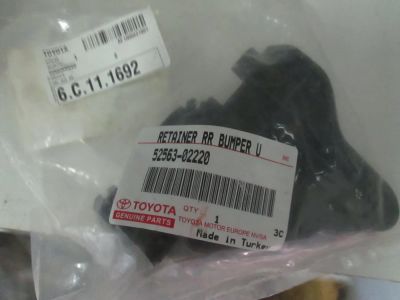 TOYOTA
6.C.11.1692
RETAINER RR BUMPER U
52563-02220
TOYOTA
GENUINE PARTS
QTY
1
3C
TOYOTA MOTOR EUROPE NV/SA
Made in Turkey